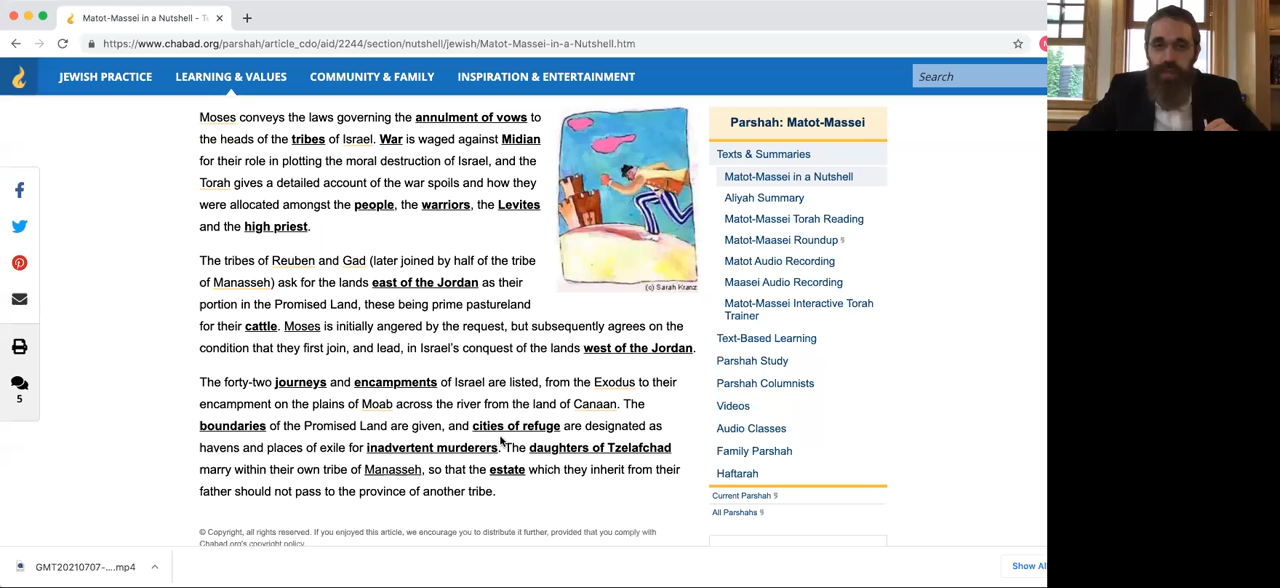 Matot-Massei in a Nutshell - T
https://www.chabad.org/parshah/article_cdo/aid/2244/section/nutshell/jewish/Matot-Massei-in-a-Nutshell.htm
JEWISH PRACTICE
LEARNING & VALUES
COMMUNITY & FAMILY
INSPIRATION & ENTERTAINMENT
Search
Moses conveys the laws governing the annulment of vows to
the heads of the tribes of Israel. War is waged against Midian
for their role in plotting the moral destruction of Israel, and the
Torah gives a detailed account of the war spoils and how they
were allocated amongst the people, the warriors, the Levites
and the high priest.
(c) Sarah Kranz
The tribes of Reuben and Gad (later joined by half of the tribe
of Manasseh) ask for the lands east of the Jordan as their
portion in the Promised Land, these being prime pastureland
for their cattle. Moses is initially angered by the request, but subsequently agrees on the
condition that they first join, and lead, in Israel's conquest of the lands west of the Jordan.
The forty-two journeys and encampments of Israel are listed, from the Exodus to their
encampment on the plains of Moab across the river from the land of Canaan. The
boundaries of the Promised Land are given, and cities of refuge are designated as
havens and places of exile for inadvertent murderers. The daughters of Tzelafchad
marry within their own tribe of Manasseh, so that the estate which they inherit from their
father should not pass to the province of another tribe.
© Copyright, all rights reserved. If you enjoyed this article, we encourage you to distribute it further, provided that you comply with
Chabad.org's copyright policy.
Parshah: Matot-Massei
Texts & Summaries
Matot-Massei in a Nutshell
Aliyah Summary
Matot-Massei Torah Reading
Matot-Maasei Roundup
Matot Audio Recording
Maasei Audio Recording
Matot-Massei Interactive Torah
Trainer
Text-Based Learning
Parshah Study
Parshah Columnists
Videos
Audio Classes
Family Parshah
Haftarah
Current Parshah
All Parshahs
5
GMT20210707-....mp4
Show Al